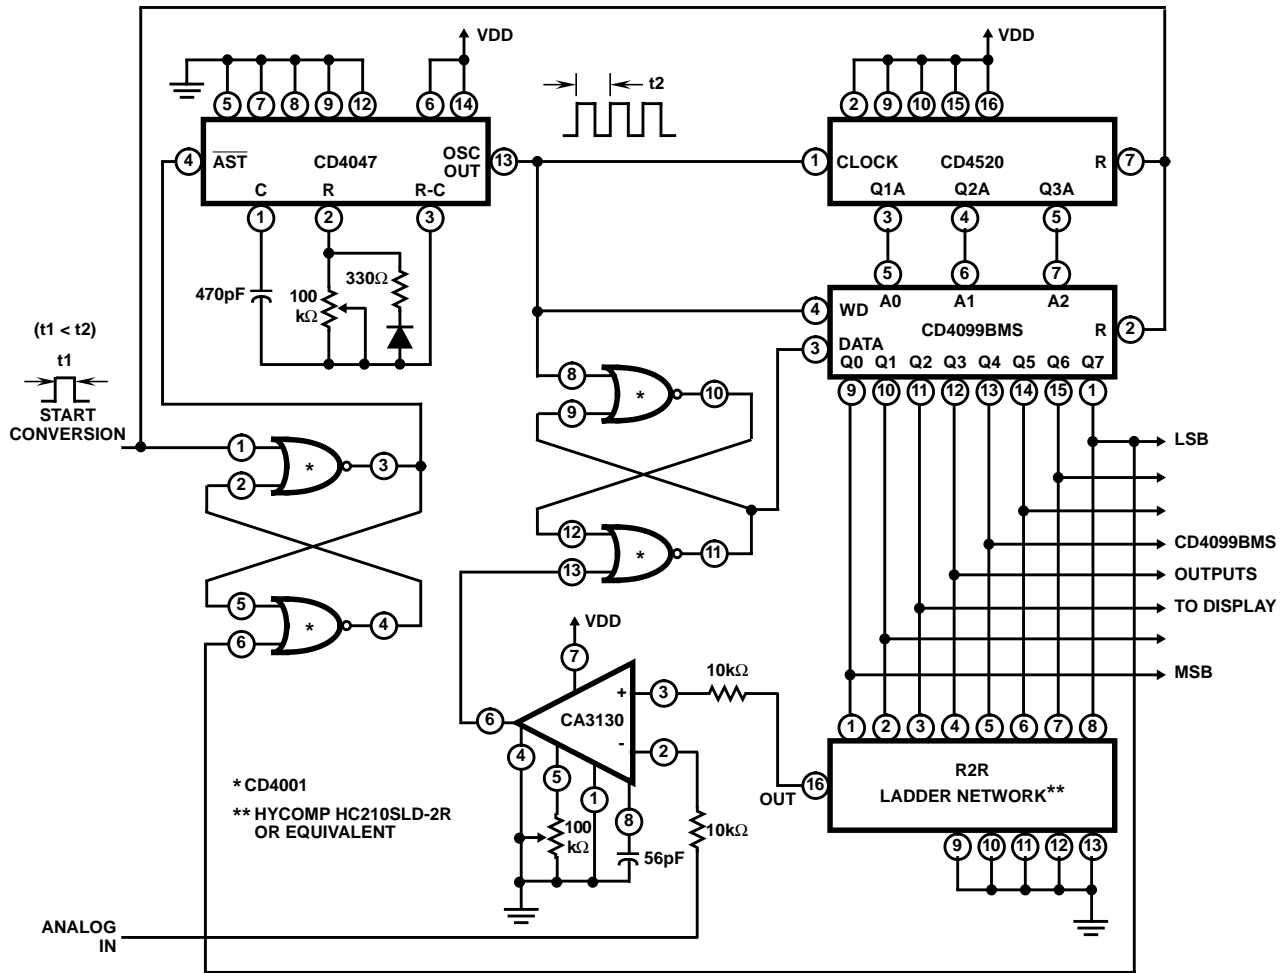 VDD
VDD
t2
5 7 8 9 12 6 14
2 9 10 15 16
4 AST CD4047 OSC OUT 13
1 CLOCK CD4520 R 7
C R R-C
Q1A Q2A Q3A
1 2 3
3 4 5
5 6 7
470pF
100 kΩ
330Ω
(t1 < t2)
t1
START
CONVERSION
4 WD A0 A1 A2
CD4099BMS R 2
3 DATA
Q0 Q1 Q2 Q3 Q4 Q5 Q6 Q7
9 10 11 12 13 14 15 1
8 * 10
9
1 * 3
2
LSB
12 * 11
13
CD4099BMS
OUTPUTS
TO DISPLAY
MSB
5 * 4
6
VDD
7
10kΩ
+ 3
CA3130
6
- 2
4 5 1 8
100 kΩ
56pF
10kΩ
1 2 3 4 5 6 7 8
R2R
LADDER NETWORK**
OUT 16
9 10 11 12 13
* CD4001
** HYCOMP HC210SLD-2R
OR EQUIVALENT
ANALOG
IN